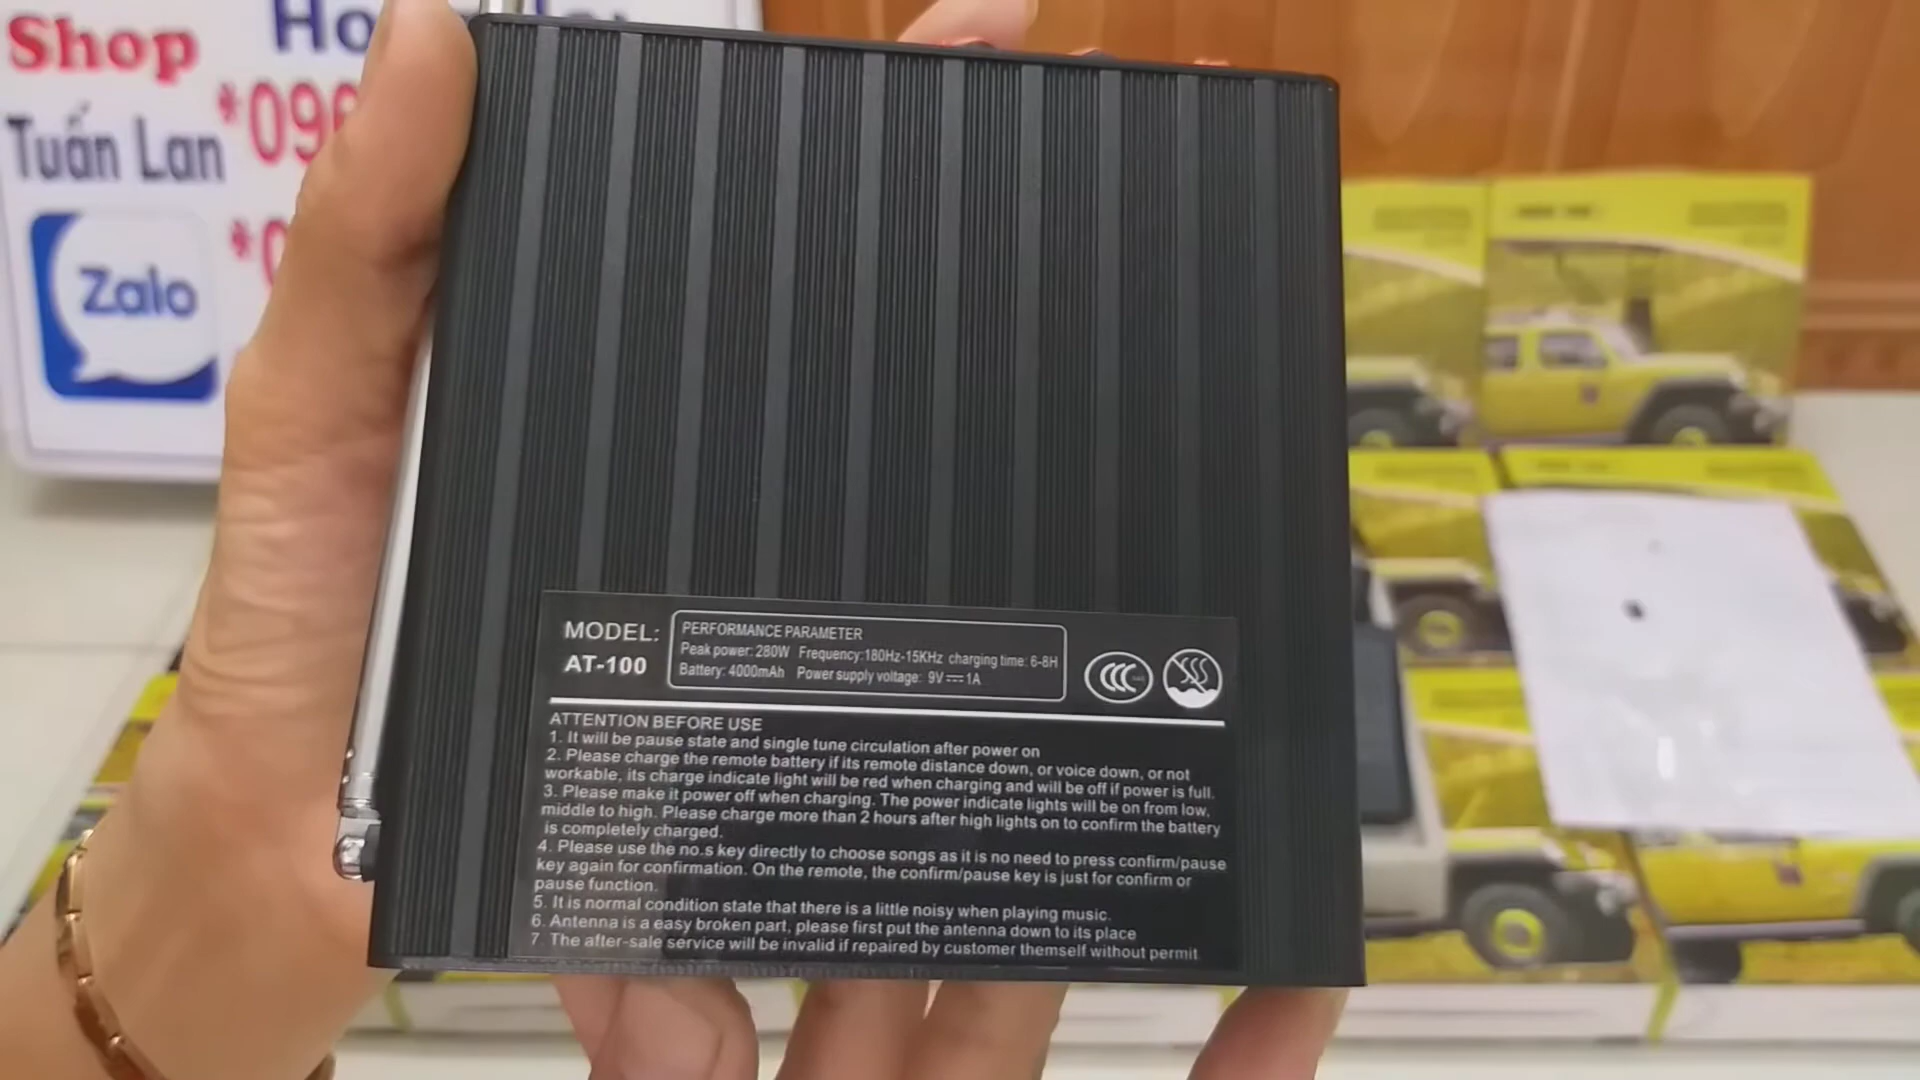 Shop
Tuấn Lan
Zalo
MODEL:
AT-100
PERFORMANCE PARAMETER
Peak power: 280W Frequency:180Hz-15KHz charging time: 6-8H
Battery: 4000mAh Power supply voltage: 9V⎓1A
ATTENTION BEFORE USE
1. It will be pause state and single tune circulation after power on
2. Please charge the remote battery if its remote distance down, or voice down, or not
workable, its charge indicate light will be red when charging and will be off if power is full.
3. Please make it power off when charging. The power indicate lights will be on from low,
middle to high. Please charge more than 2 hours after high lights on to confirm the battery
is completely charged.
4. Please use the no.s key directly to choose songs as it is no need to press confirm/pause
key again for confirmation. On the remote, the confirm/pause key is just for confirm or
pause function.
5. It is normal condition state that there is a little noisy when playing music.
6. Antenna is a easy broken part, please first put the antenna down to its place
7. The after-sale service will be invalid if repaired by customer themself without permit